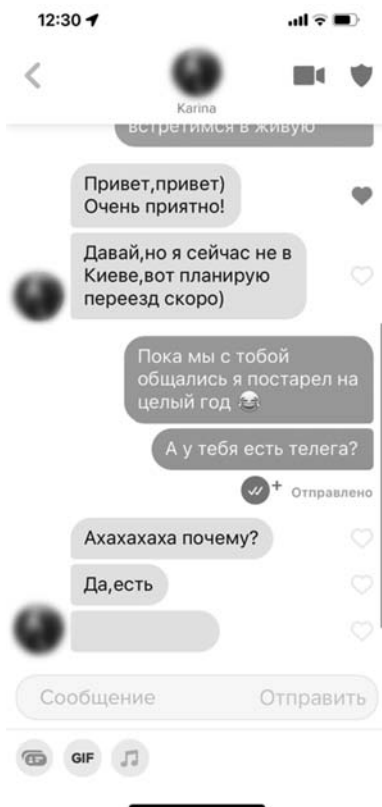 12:30
Karina
встретимся в живую
Привет,привет)
Очень приятно!
Давай,но я сейчас не в
Киеве,вот планирую
переезд скоро)
Пока мы с тобой
общались я постарел на
целый год 😂
А у тебя есть телега?
Отправлено
Ахахахаха почему?
Да,есть
Сообщение
Отправить
GIF